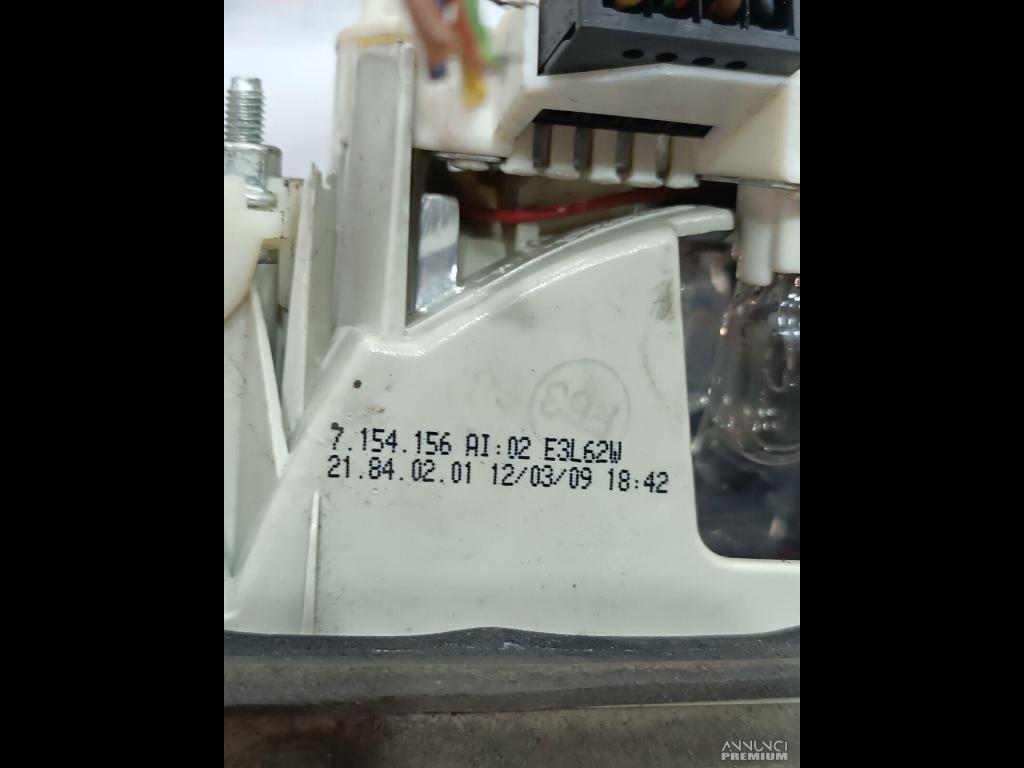 7.154.156 AI:02 E3L62W
21.84.02.01 12/03/09 18:42
ANNUNCI
PREMIUM